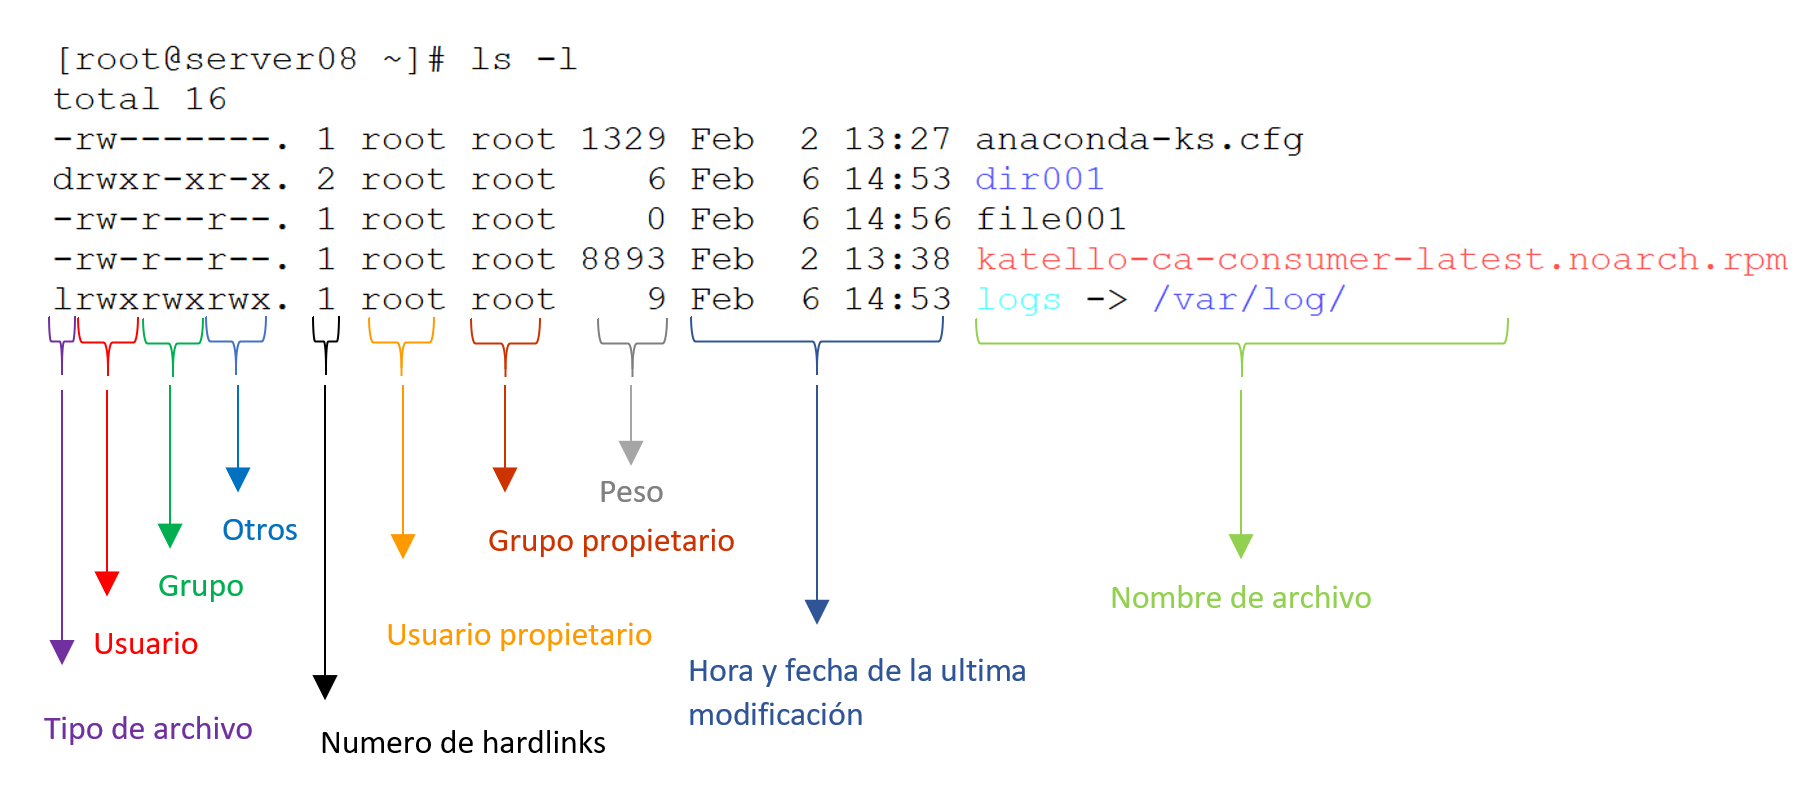 [root@server08 ~]# ls -l
total 16
-rw-------. 1 root root 1329 Feb  2 13:27 anaconda-ks.cfg
drwxr-xr-x. 2 root root    6 Feb  6 14:53 dir001
-rw-r--r--. 1 root root    0 Feb  6 14:56 file001
-rw-r--r--. 1 root root 8893 Feb  2 13:38 katello-ca-consumer-latest.noarch.rpm
lrwxrwxrwx. 1 root root    9 Feb  6 14:53 logs -> /var/log/
Peso
Otros
Grupo propietario
Grupo
Nombre de archivo
Usuario
Usuario propietario
Hora y fecha de la ultima
modificación
Tipo de archivo
Numero de hardlinks